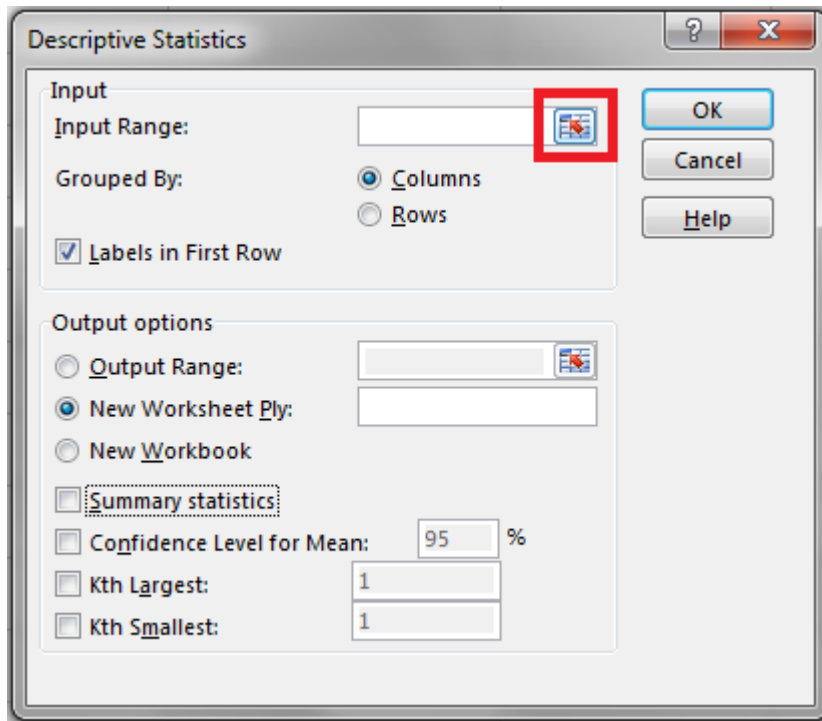 Descriptive Statistics
?
X
Input
Input Range:
OK
Grouped By:
Columns
Cancel
Rows
Help
Labels in First Row
Output options
Output Range:
New Worksheet Ply:
New Workbook
Summary statistics
Confidence Level for Mean: 95 %
Kth Largest: 1
Kth Smallest: 1